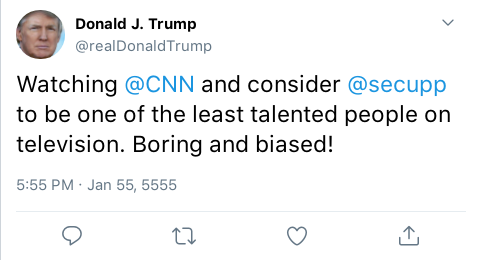 Donald J. Trump
@realDonaldTrump
Watching @CNN and consider @secupp
to be one of the least talented people on
television. Boring and biased!
5:55 PM · Jan 55, 5555